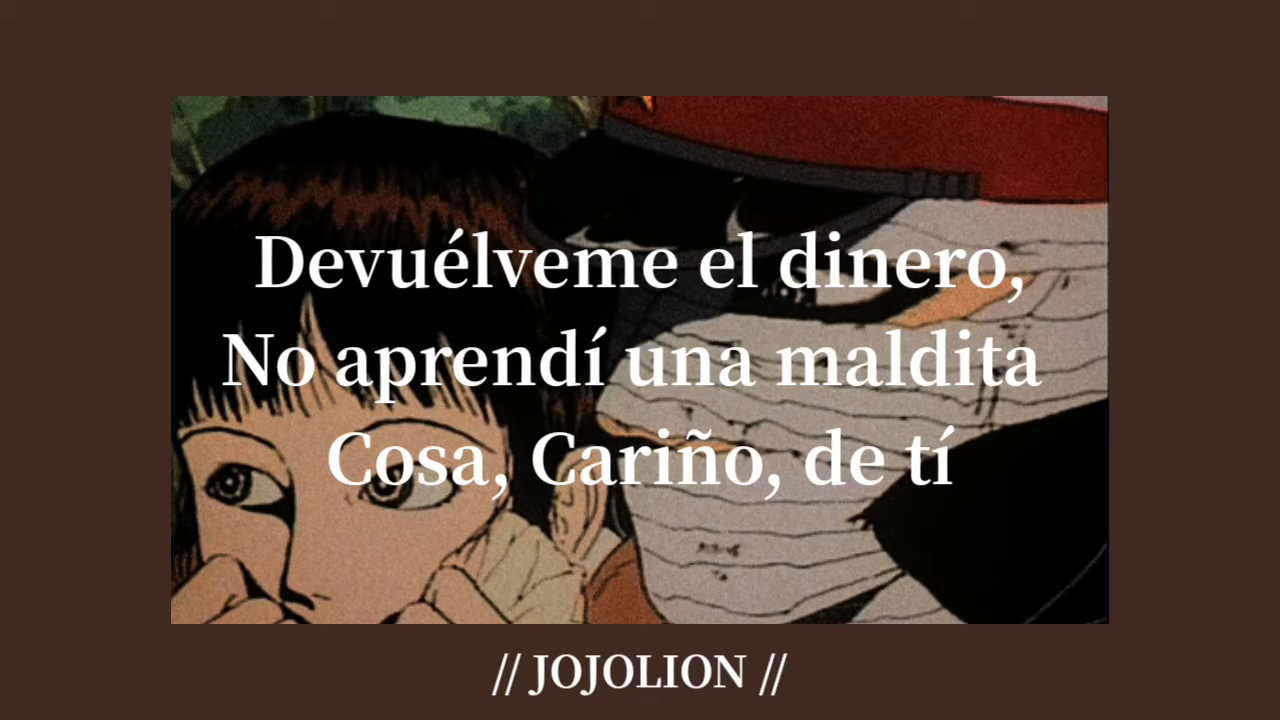 Devuélveme el dinero,
No aprendí una maldita
Cosa, Cariño, de tí
// JOJOLION //